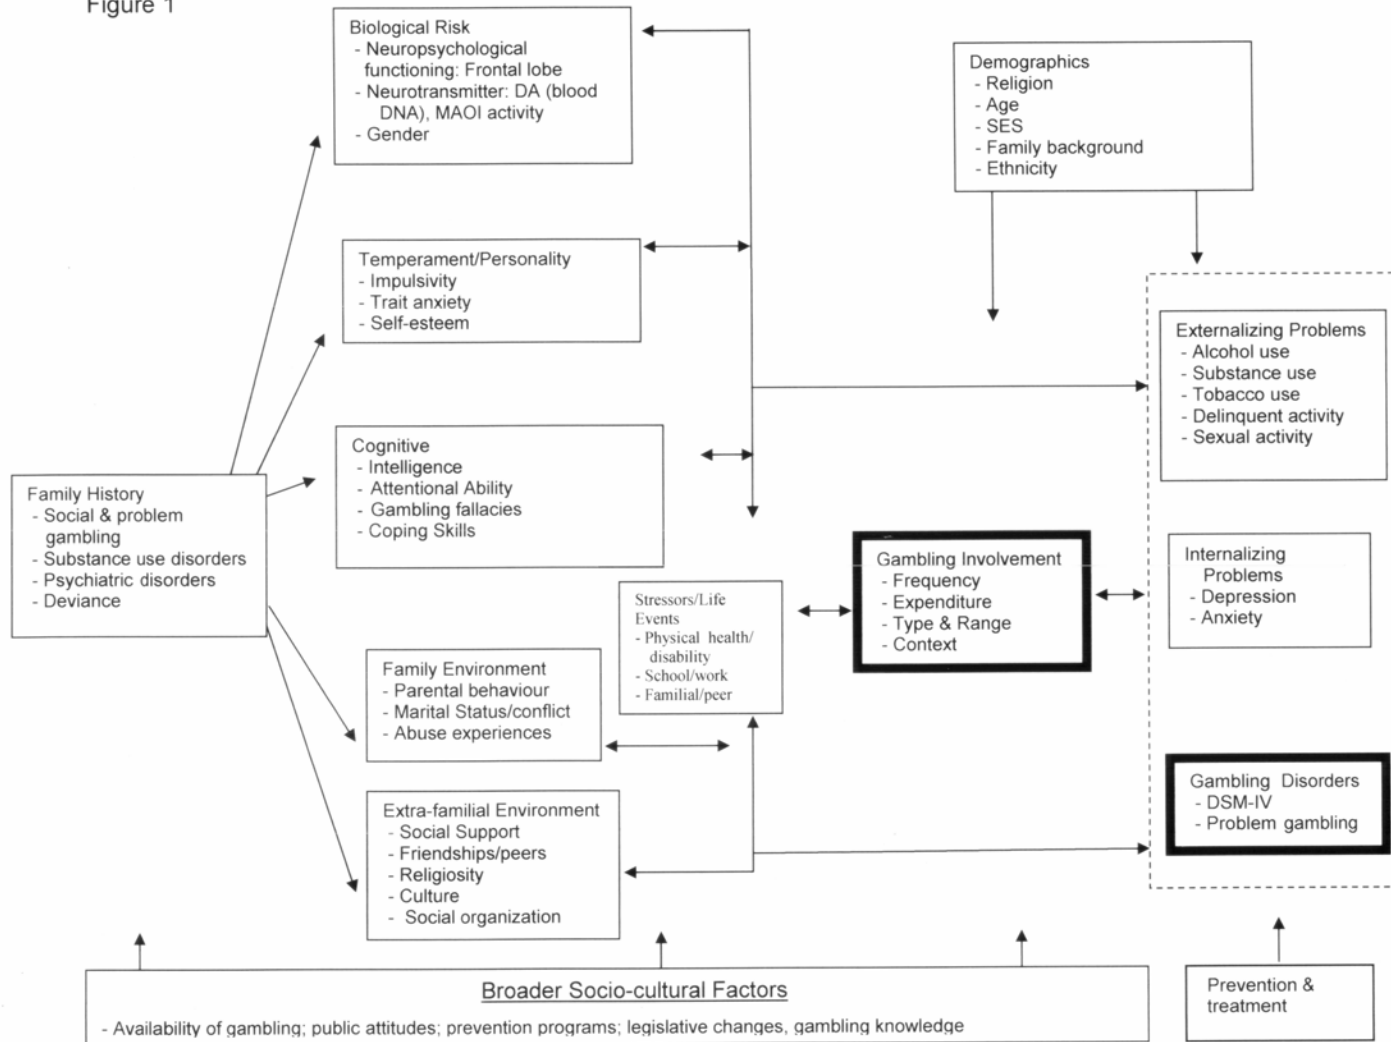 Figure 1
Biological Risk
- Neuropsychological
functioning: Frontal lobe
- Neurotransmitter: DA (blood
DNA), MAOI activity
- Gender
Demographics
- Religion
- Age
- SES
- Family background
- Ethnicity
Temperament/Personality
- Impulsivity
- Trait anxiety
- Self-esteem
Externalizing Problems
- Alcohol use
- Substance use
- Tobacco use
- Delinquent activity
- Sexual activity
Cognitive
- Intelligence
- Attentional Ability
- Gambling fallacies
- Coping Skills
Family History
- Social & problem
gambling
- Substance use disorders
- Psychiatric disorders
- Deviance
Gambling Involvement
- Frequency
- Expenditure
- Type & Range
- Context
Internalizing
Problems
- Depression
- Anxiety
Stressors/Life
Events
- Physical health/
disability
- School/work
- Familial/peer
Family Environment
- Parental behaviour
- Marital Status/conflict
- Abuse experiences
Gambling Disorders
- DSM-IV
- Problem gambling
Extra-familial Environment
- Social Support
- Friendships/peers
- Religiosity
- Culture
- Social organization
Broader Socio-cultural Factors
- Availability of gambling; public attitudes; prevention programs; legislative changes, gambling knowledge
Prevention &
treatment